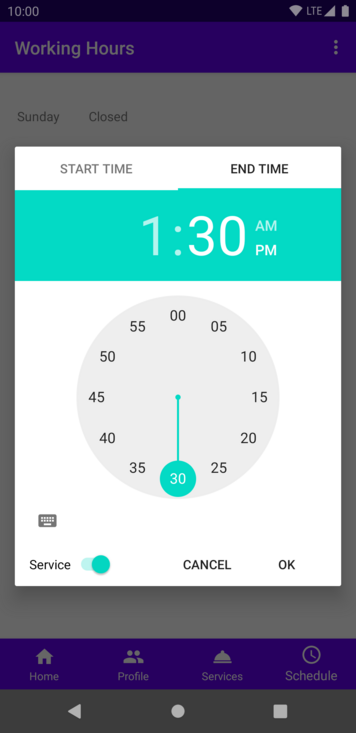 10:00 LTE
Working Hours
Sunday Closed
START TIME END TIME
1:30 AM
PM
00
55 05
50 10
45 15
40 20
35 25
30
Service CANCEL OK
Home Profile Services Schedule